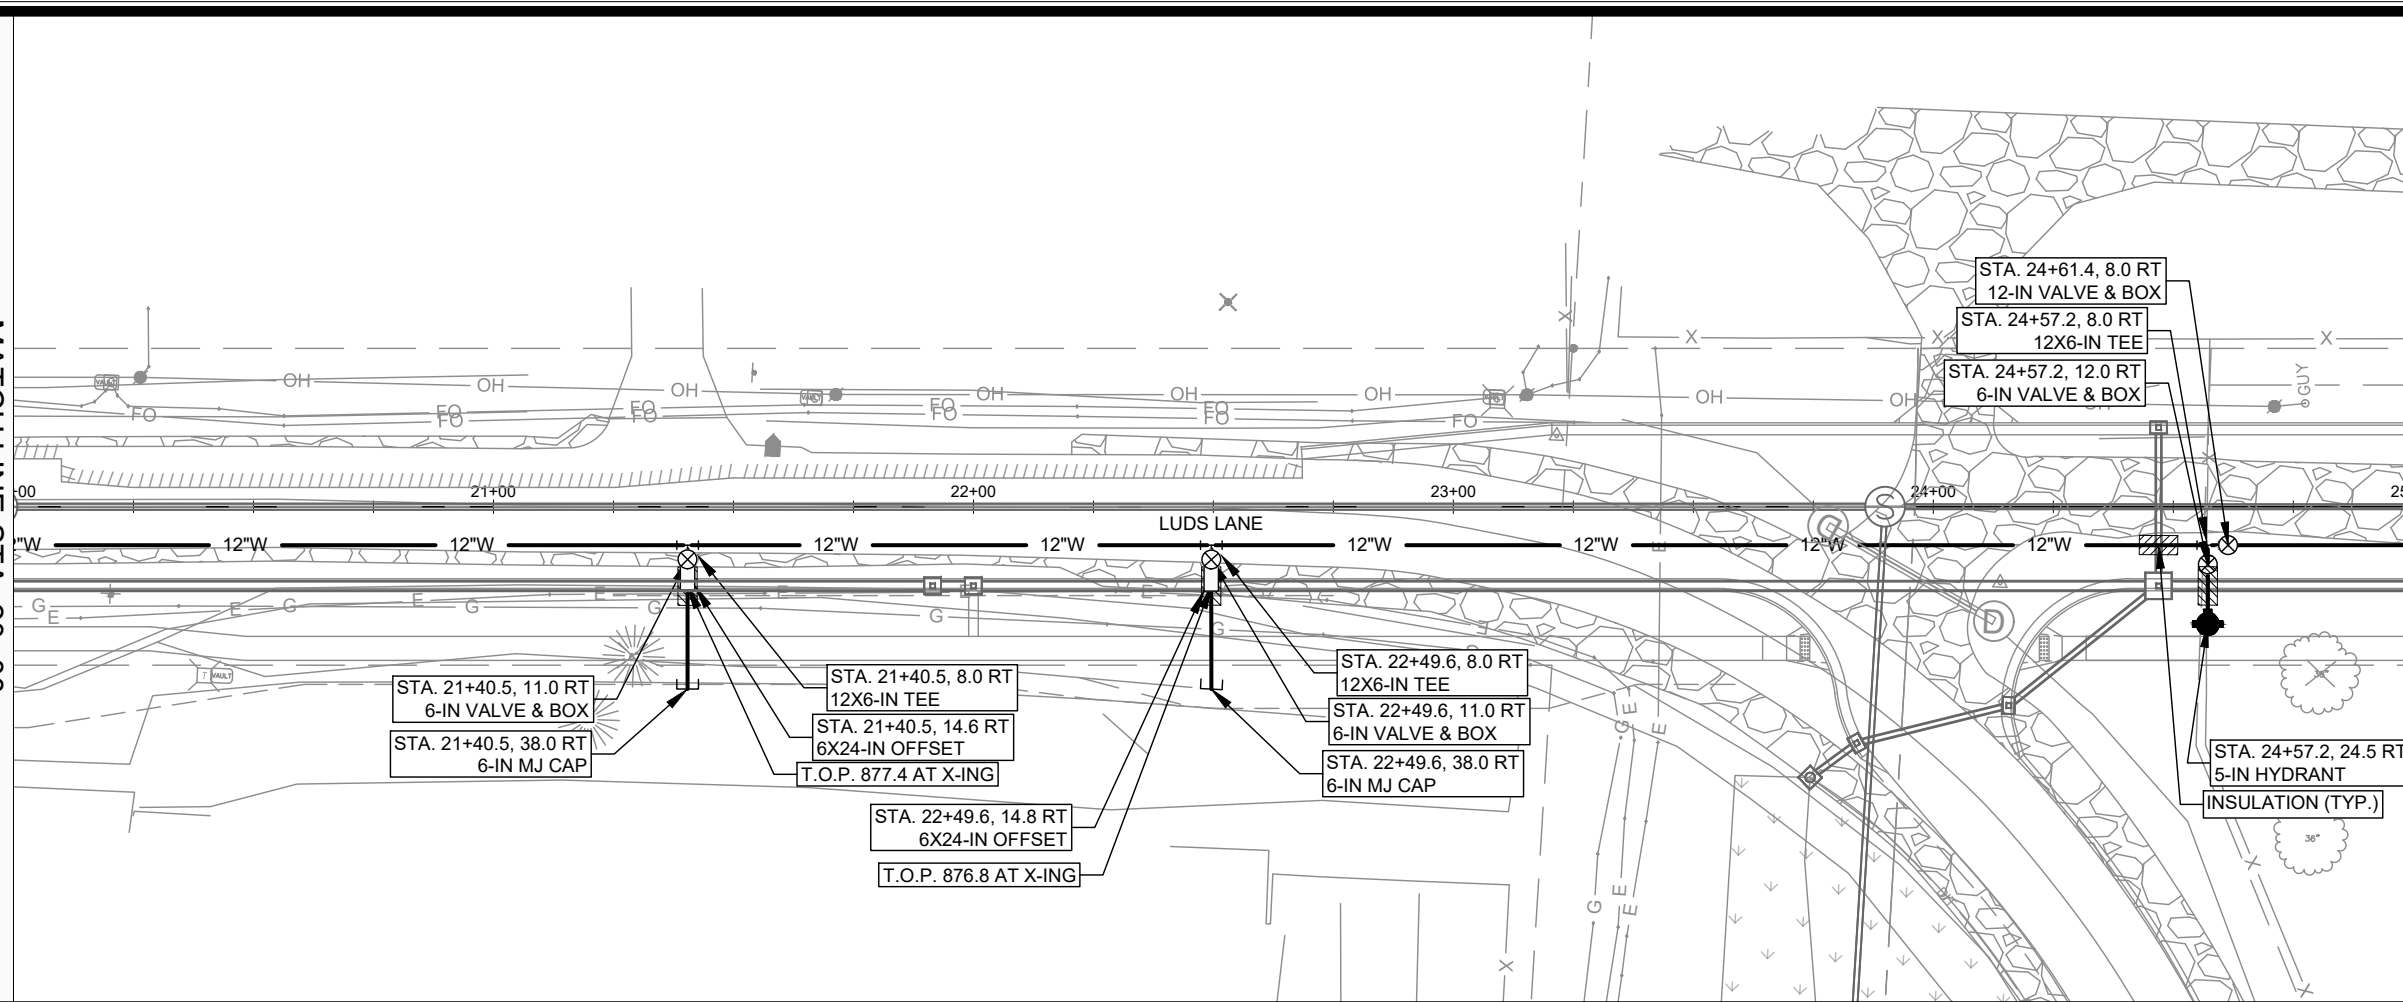 STA. 24+61.4, 8.0 RT
12-IN VALVE & BOX
STA. 24+57.2, 8.0 RT
12X6-IN TEE
STA. 24+57.2, 12.0 RT
6-IN VALVE & BOX
X
X
X
X
X
GUY
OH OH OH OH OH OH OH OH OH
VAULT
FO FO FO FO FO FO
FO FO FO FO
+00 21+00 22+00 23+00 24+00 25
S
LUDS LANE
12"W 12"W 12"W 12"W 12"W 12"W 12"W 12"W
D
D
G E G E E E
E G G G
STA. 21+40.5, 11.0 RT
6-IN VALVE & BOX
STA. 21+40.5, 38.0 RT
6-IN MJ CAP
STA. 21+40.5, 8.0 RT
12X6-IN TEE
STA. 21+40.5, 14.6 RT
6X24-IN OFFSET
T.O.P. 877.4 AT X-ING
STA. 22+49.6, 14.8 RT
6X24-IN OFFSET
T.O.P. 876.8 AT X-ING
STA. 22+49.6, 8.0 RT
12X6-IN TEE
STA. 22+49.6, 11.0 RT
6-IN VALVE & BOX
STA. 22+49.6, 38.0 RT
6-IN MJ CAP
T VAULT
STA. 24+57.2, 24.5 RT
5-IN HYDRANT
INSULATION (TYP.)
36"
G E E
G E E
X
X
X
X